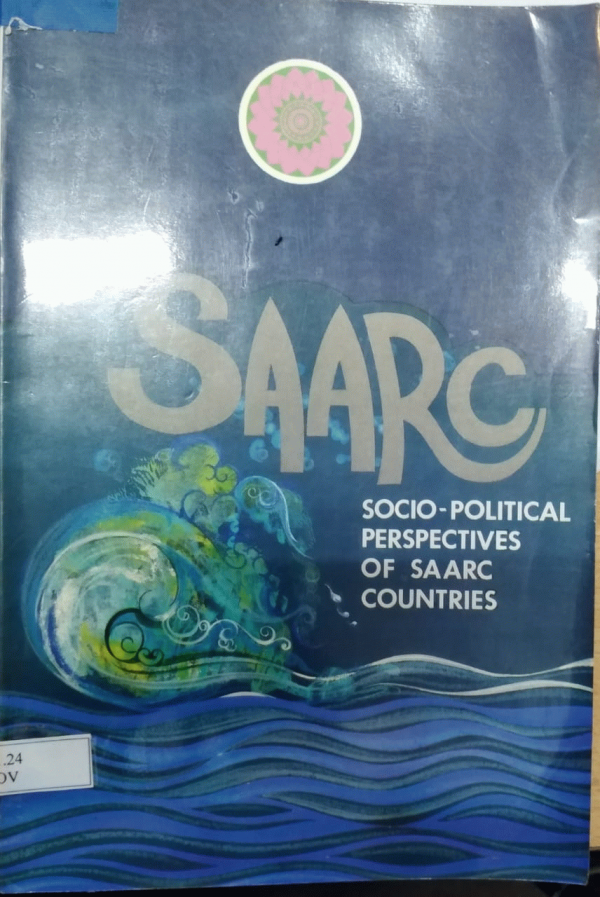 SAARC
SOCIO-POLITICAL
PERSPECTIVES
OF SAARC
COUNTRIES
.24
OV